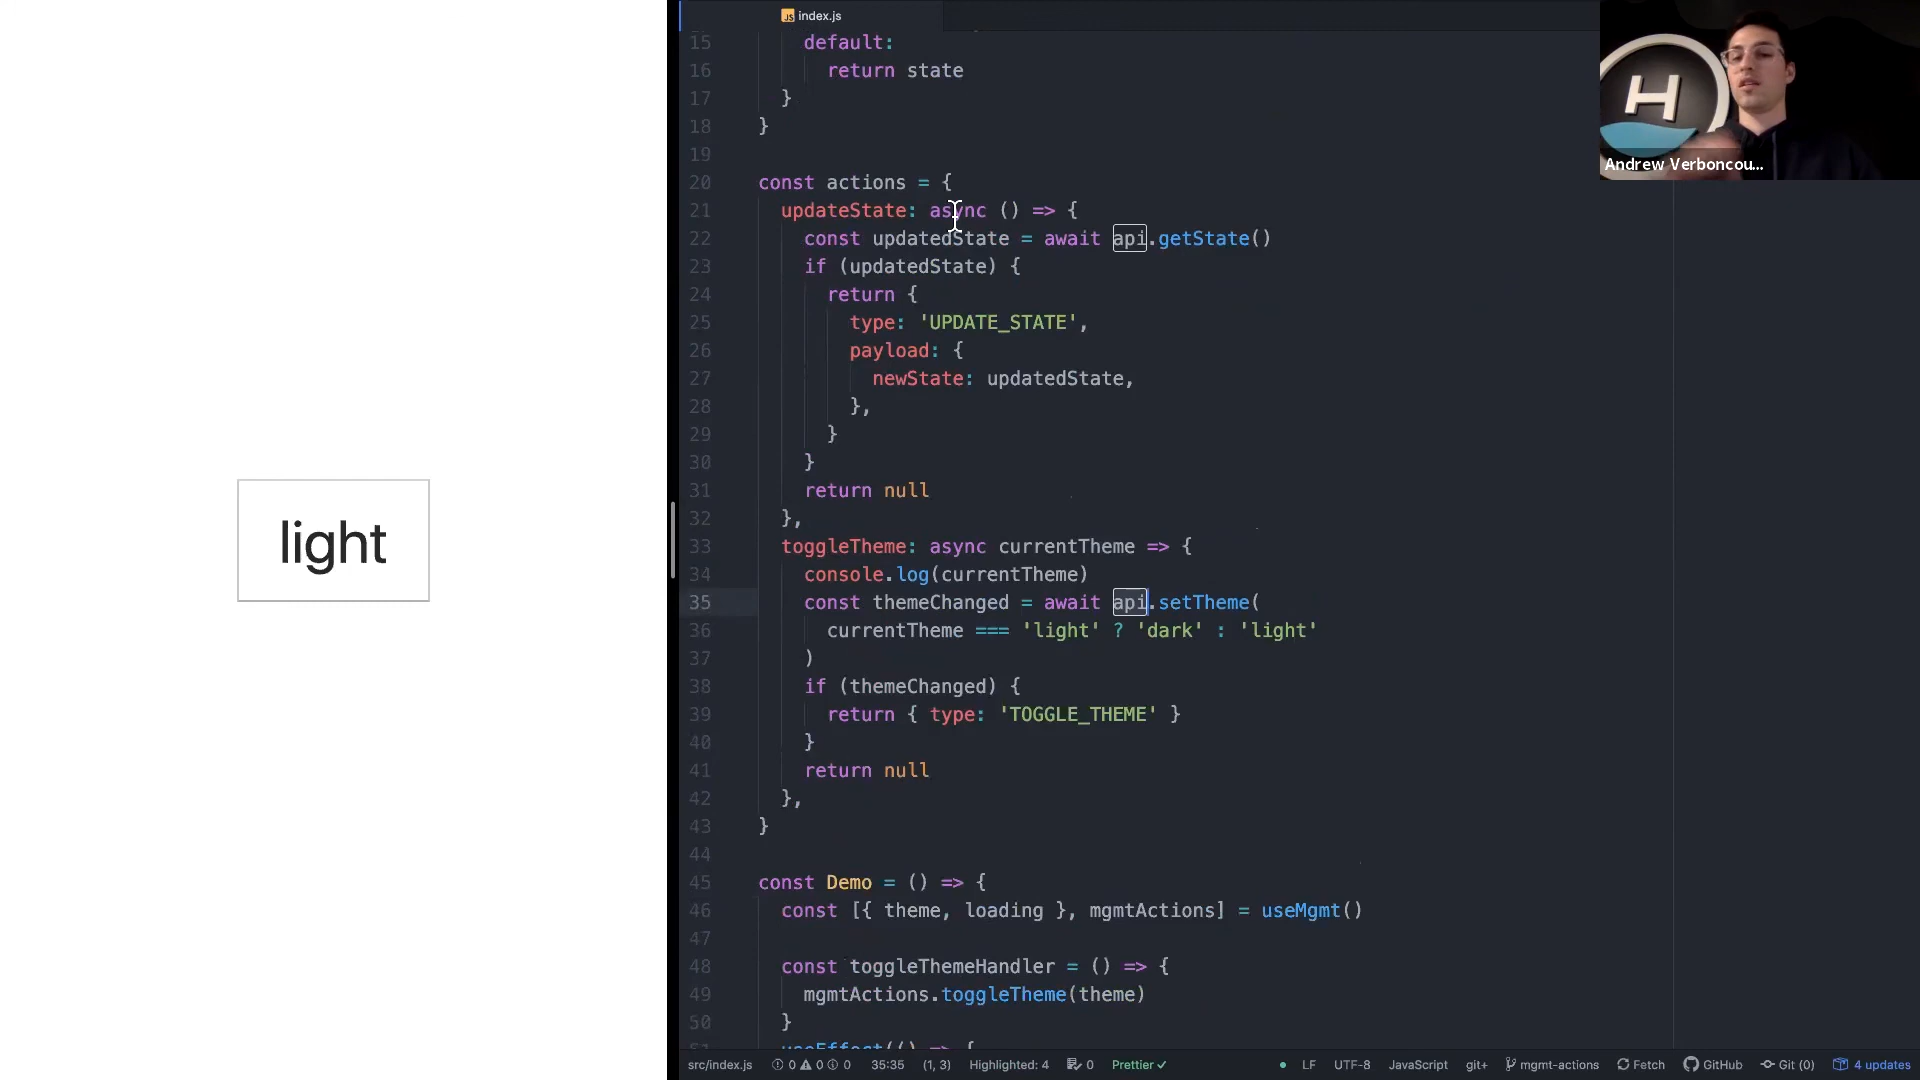 light
index.js
15 default:
16 return state
17 }
18 }
19
20 const actions = {
21 updateState: async () => {
22 const updatedState = await api.getState()
23 if (updatedState) {
24 return {
25 type: 'UPDATE_STATE',
26 payload: {
27 newState: updatedState,
28 },
29 }
30 }
31 return null
32 },
33 toggleTheme: async currentTheme => {
34 console.log(currentTheme)
35 const themeChanged = await api.setTheme(
36 currentTheme === 'light' ? 'dark' : 'light'
37 )
38 if (themeChanged) {
39 return { type: 'TOGGLE_THEME' }
40 }
41 return null
42 },
43 }
44
45 const Demo = () => {
46 const [{ theme, loading }, mgmtActions] = useMgmt()
47
48 const toggleThemeHandler = () => {
49 mgmtActions.toggleTheme(theme)
50 }
useEffect(() => {
src/index.js 0 0 0 35:35 (1, 3) Highlighted: 4 0 Prettier LF UTF-8 JavaScript git+ mgmt-actions Fetch GitHub Git (0) 4 updates
H
Andrew Verboncou...